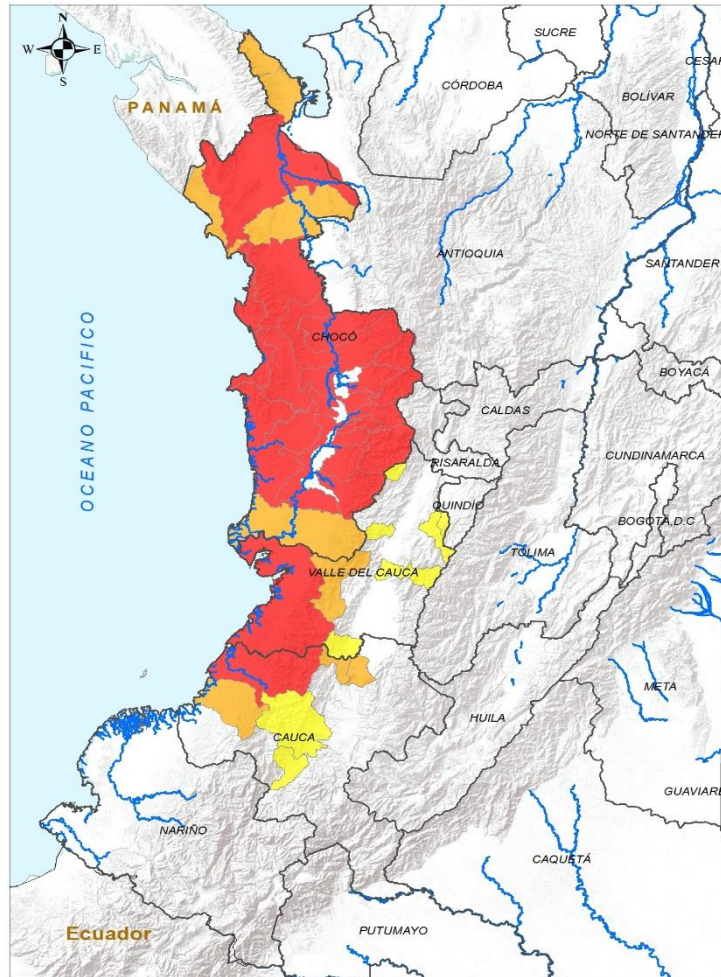 N
W E
S
SUCRE
CESAR
CÓRDOBA
BOLÍVAR
PANAMÁ
NORTE DE SANTANDER
ANTIOQUIA
SANTANDER
OCEANO PACIFICO
CHOCÓ
BOYACÁ
CALDAS
CUNDINAMARCA
RISARALDA
QUINDÍO
BOGOTÁ, D.C
TOLIMA
VALLE DEL CAUCA
META
HUILA
CAUCA
GUAVIARE
NARIÑO
CAQUETÁ
Ecuador
PUTUMAYO